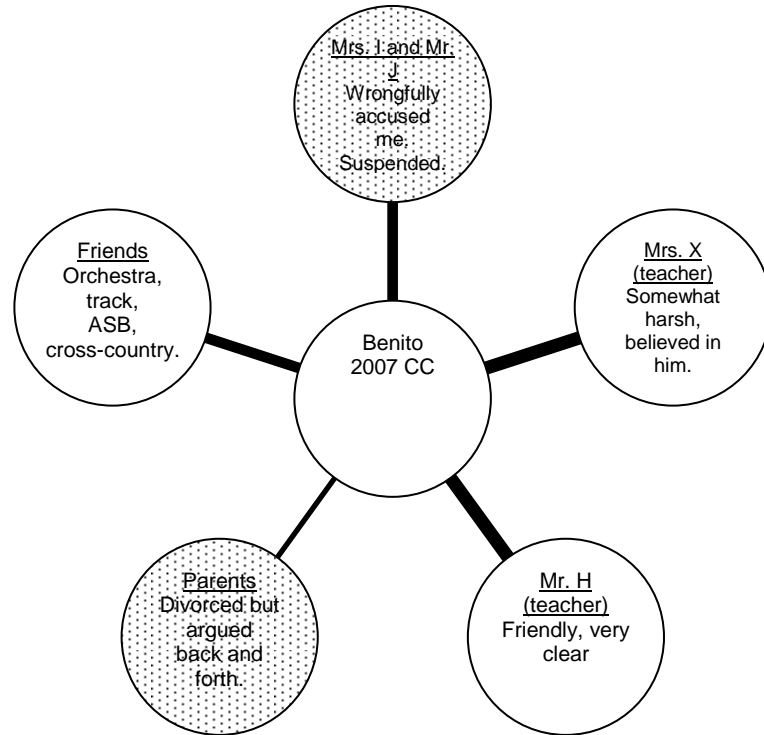 Mrs. I and Mr.
J
Wrongfully
accused
me.
Suspended.
Friends
Orchestra,
track,
ASB,
cross-country.
Mrs. X
(teacher)
Somewhat
harsh,
believed in
him.
Benito
2007 CC
Parents
Divorced but
argued
back and
forth.
Mr. H
(teacher)
Friendly, very
clear